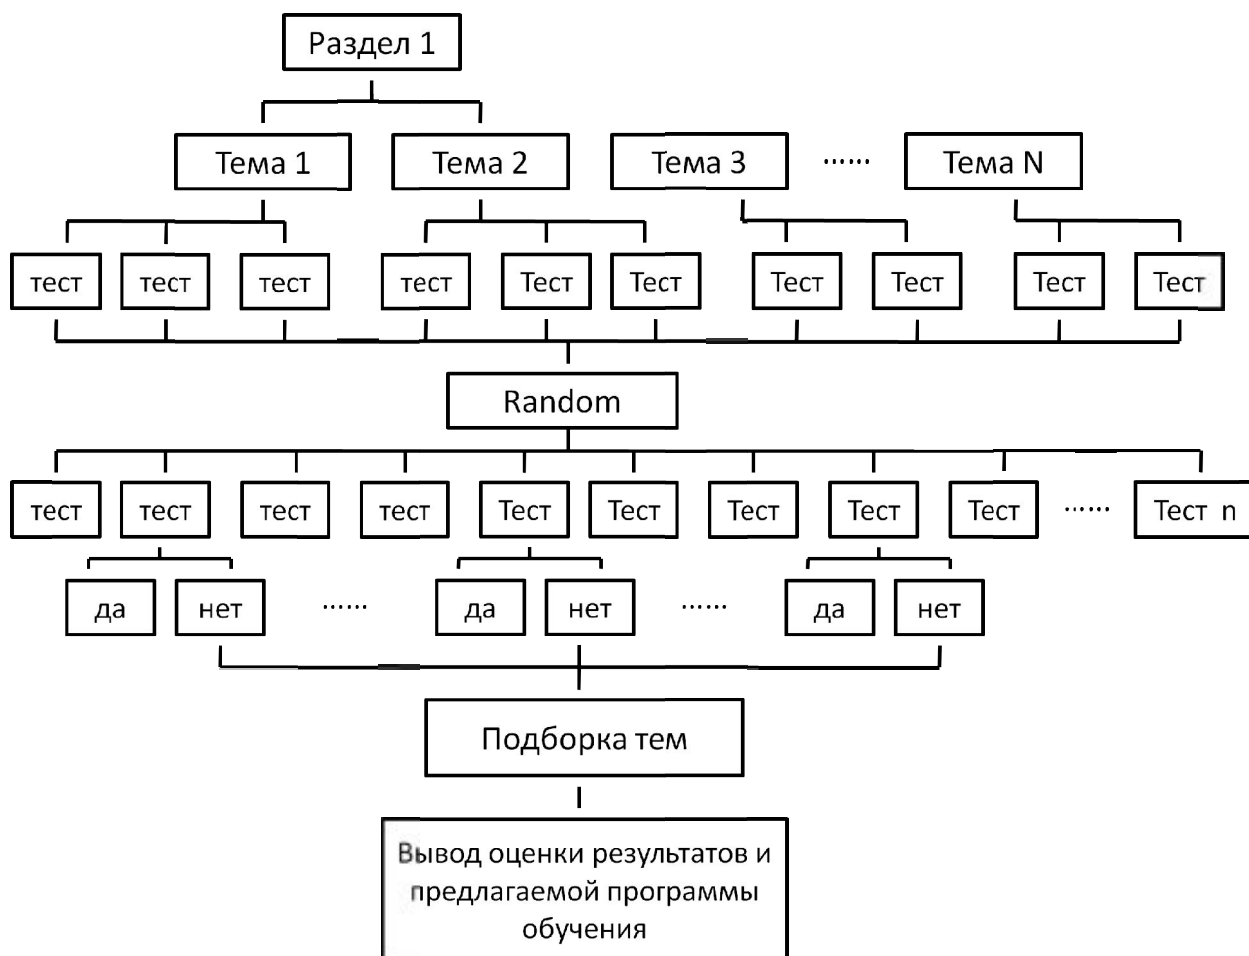 Раздел 1
Тема 1 Тема 2 Тема 3 ...... Тема N
тест тест тест тест Тест Тест Тест Тест Тест Тест
Random
тест тест тест тест Тест Тест Тест Тест Тест ...... Тест n
да нет ...... да нет ...... да нет
Подборка тем
Вывод оценки результатов и
предлагаемой программы
обучения